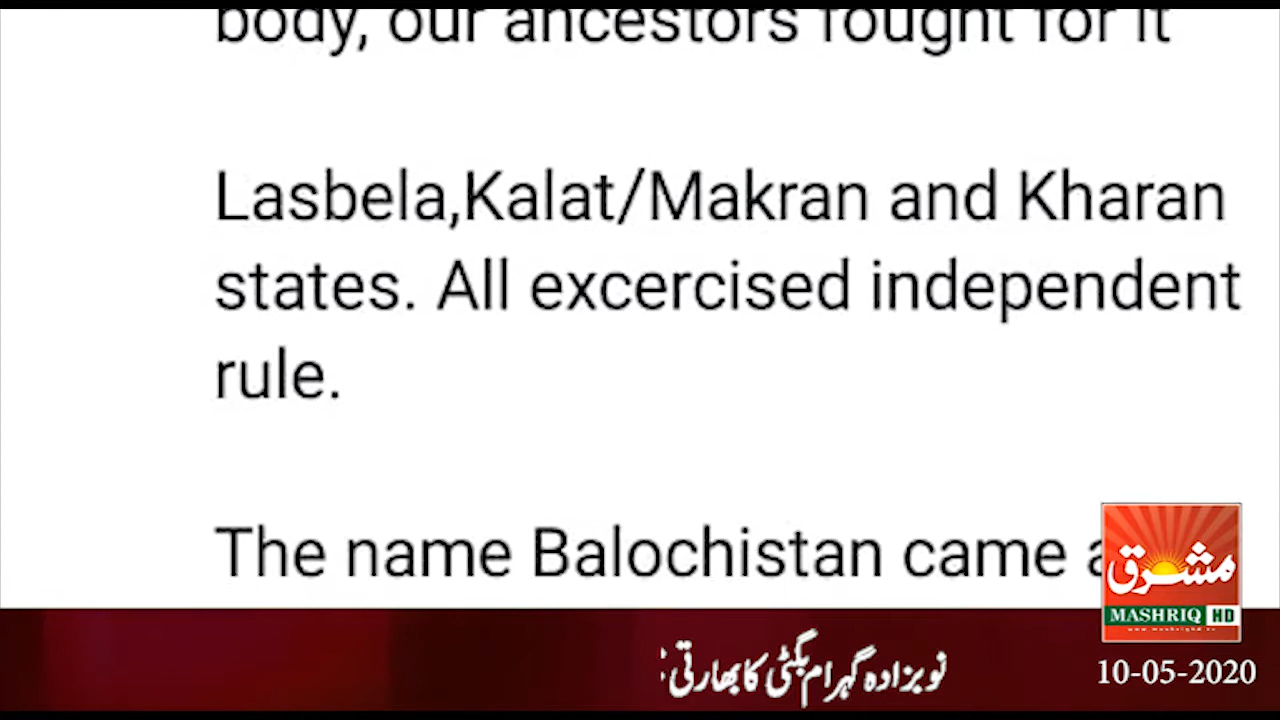 body, our ancestors fought for it
Lasbela,Kalat/Makran and Kharan
states. All excercised independent
rule.
The name Balochistan came
مشرق
MASHRIQ HD
نوبزادہ گہرام بگٹی کا بھارتی
10-05-2020